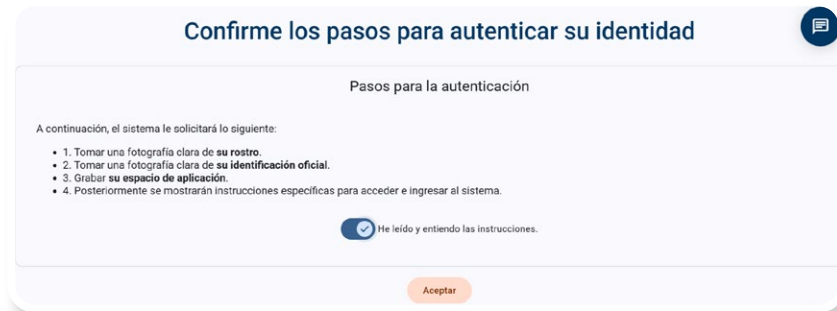 Confirme los pasos para autenticar su identidad
Pasos para la autenticación
A continuación, el sistema le solicitará lo siguiente:
• 1. Tomar una fotografía clara de su rostro.
• 2. Tomar una fotografía clara de su identificación oficial.
• 3. Grabar su espacio de aplicación.
• 4. Posteriormente se mostrarán instrucciones específicas para acceder e ingresar al sistema.
He leído y entiendo las instrucciones.
Aceptar